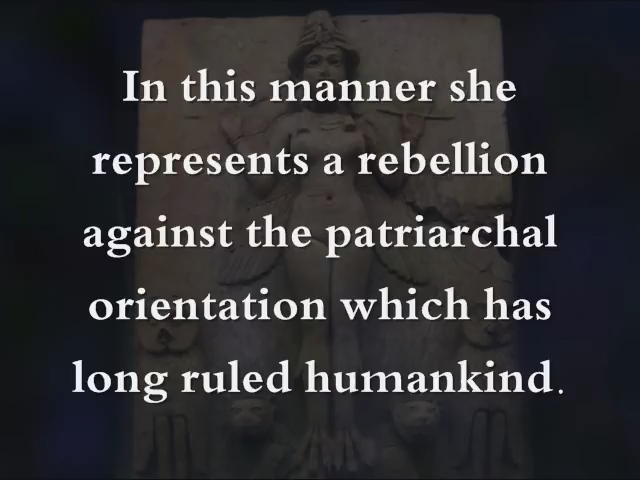 In this manner she
represents a rebellion
against the patriarchal
orientation which has
long ruled humankind.